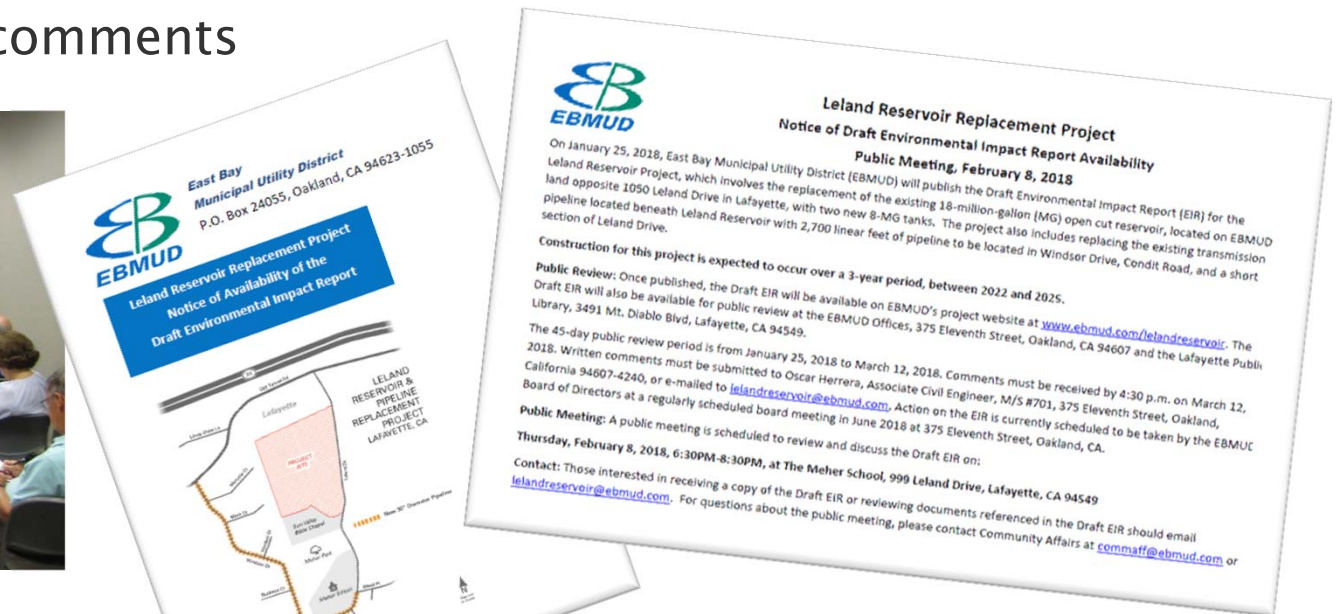 comments
EBMUD
East Bay
Municipal Utility District
P.O. Box 24055, Oakland, CA 94623-1055
Leland Reservoir Replacement Project
Notice of Availability of the
Draft Environmental Impact Report
LELAND
RESERVOIR &
PIPELINE
REPLACEMENT
PROJECT
LAFAYETTE, CA
Lafayette
PROJECT
SITE
Sun Valley
Bible Chapel
Meher Park
Meher School
New 36" Diameter Pipeline
N
EBMUD
Leland Reservoir Replacement Project
Notice of Draft Environmental Impact Report Availability
Public Meeting, February 8, 2018
On January 25, 2018, East Bay Municipal Utility District (EBMUD) will publish the Draft Environmental Impact Report (EIR) for the
Leland Reservoir Project, which involves the replacement of the existing 18-million-gallon (MG) open cut reservoir, located on EBMUD
land opposite 1050 Leland Drive in Lafayette, with two new 8-MG tanks. The project also includes replacing the existing transmission
pipeline located beneath Leland Reservoir with 2,700 linear feet of pipeline to be located in Windsor Drive, Condit Road, and a short
section of Leland Drive.
Construction for this project is expected to occur over a 3-year period, between 2022 and 2025.
Public Review: Once published, the Draft EIR will be available on EBMUD's project website at www.ebmud.com/lelandreservoir. The
Draft EIR will also be available for public review at the EBMUD Offices, 375 Eleventh Street, Oakland, CA 94607 and the Lafayette Public
Library, 3491 Mt. Diablo Blvd, Lafayette, CA 94549.
The 45-day public review period is from January 25, 2018 to March 12, 2018. Comments must be received by 4:30 p.m. on March 12,
2018. Written comments must be submitted to Oscar Herrera, Associate Civil Engineer, M/S #701, 375 Eleventh Street, Oakland,
California 94607-4240, or e-mailed to lelandreservoir@ebmud.com. Action on the EIR is currently scheduled to be taken by the EBMUD
Board of Directors at a regularly scheduled board meeting in June 2018 at 375 Eleventh Street, Oakland, CA.
Public Meeting: A public meeting is scheduled to review and discuss the Draft EIR on:
Thursday, February 8, 2018, 6:30PM-8:30PM, at The Meher School, 999 Leland Drive, Lafayette, CA 94549
Contact: Those interested in receiving a copy of the Draft EIR or reviewing documents referenced in the Draft EIR should email
lelandreservoir@ebmud.com. For questions about the public meeting, please contact Community Affairs at commaff@ebmud.com or